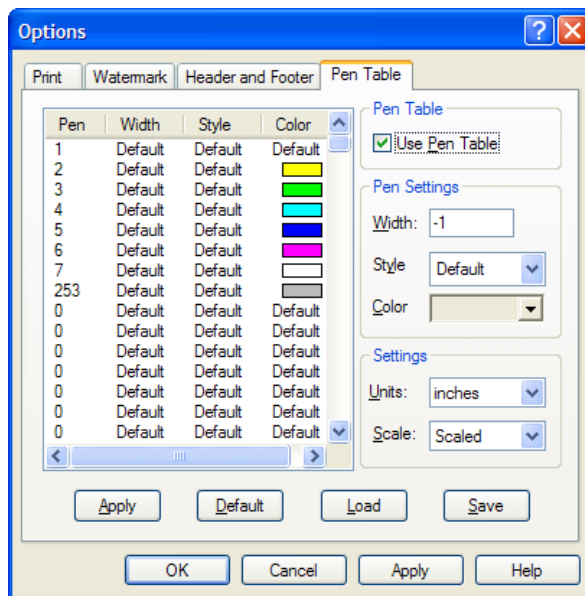 Options
Print Watermark Header and Footer Pen Table
Pen Width Style Color
1 Default Default Default
2 Default Default
3 Default Default
4 Default Default
5 Default Default
6 Default Default
7 Default Default
253 Default Default
0 Default Default Default
0 Default Default Default
0 Default Default Default
0 Default Default Default
0 Default Default Default
0 Default Default Default
0 Default Default Default
Pen Table
Use Pen Table
Pen Settings
Width: -1
Style Default
Color
Settings
Units: inches
Scale: Scaled
Apply Default Load Save
OK Cancel Apply Help